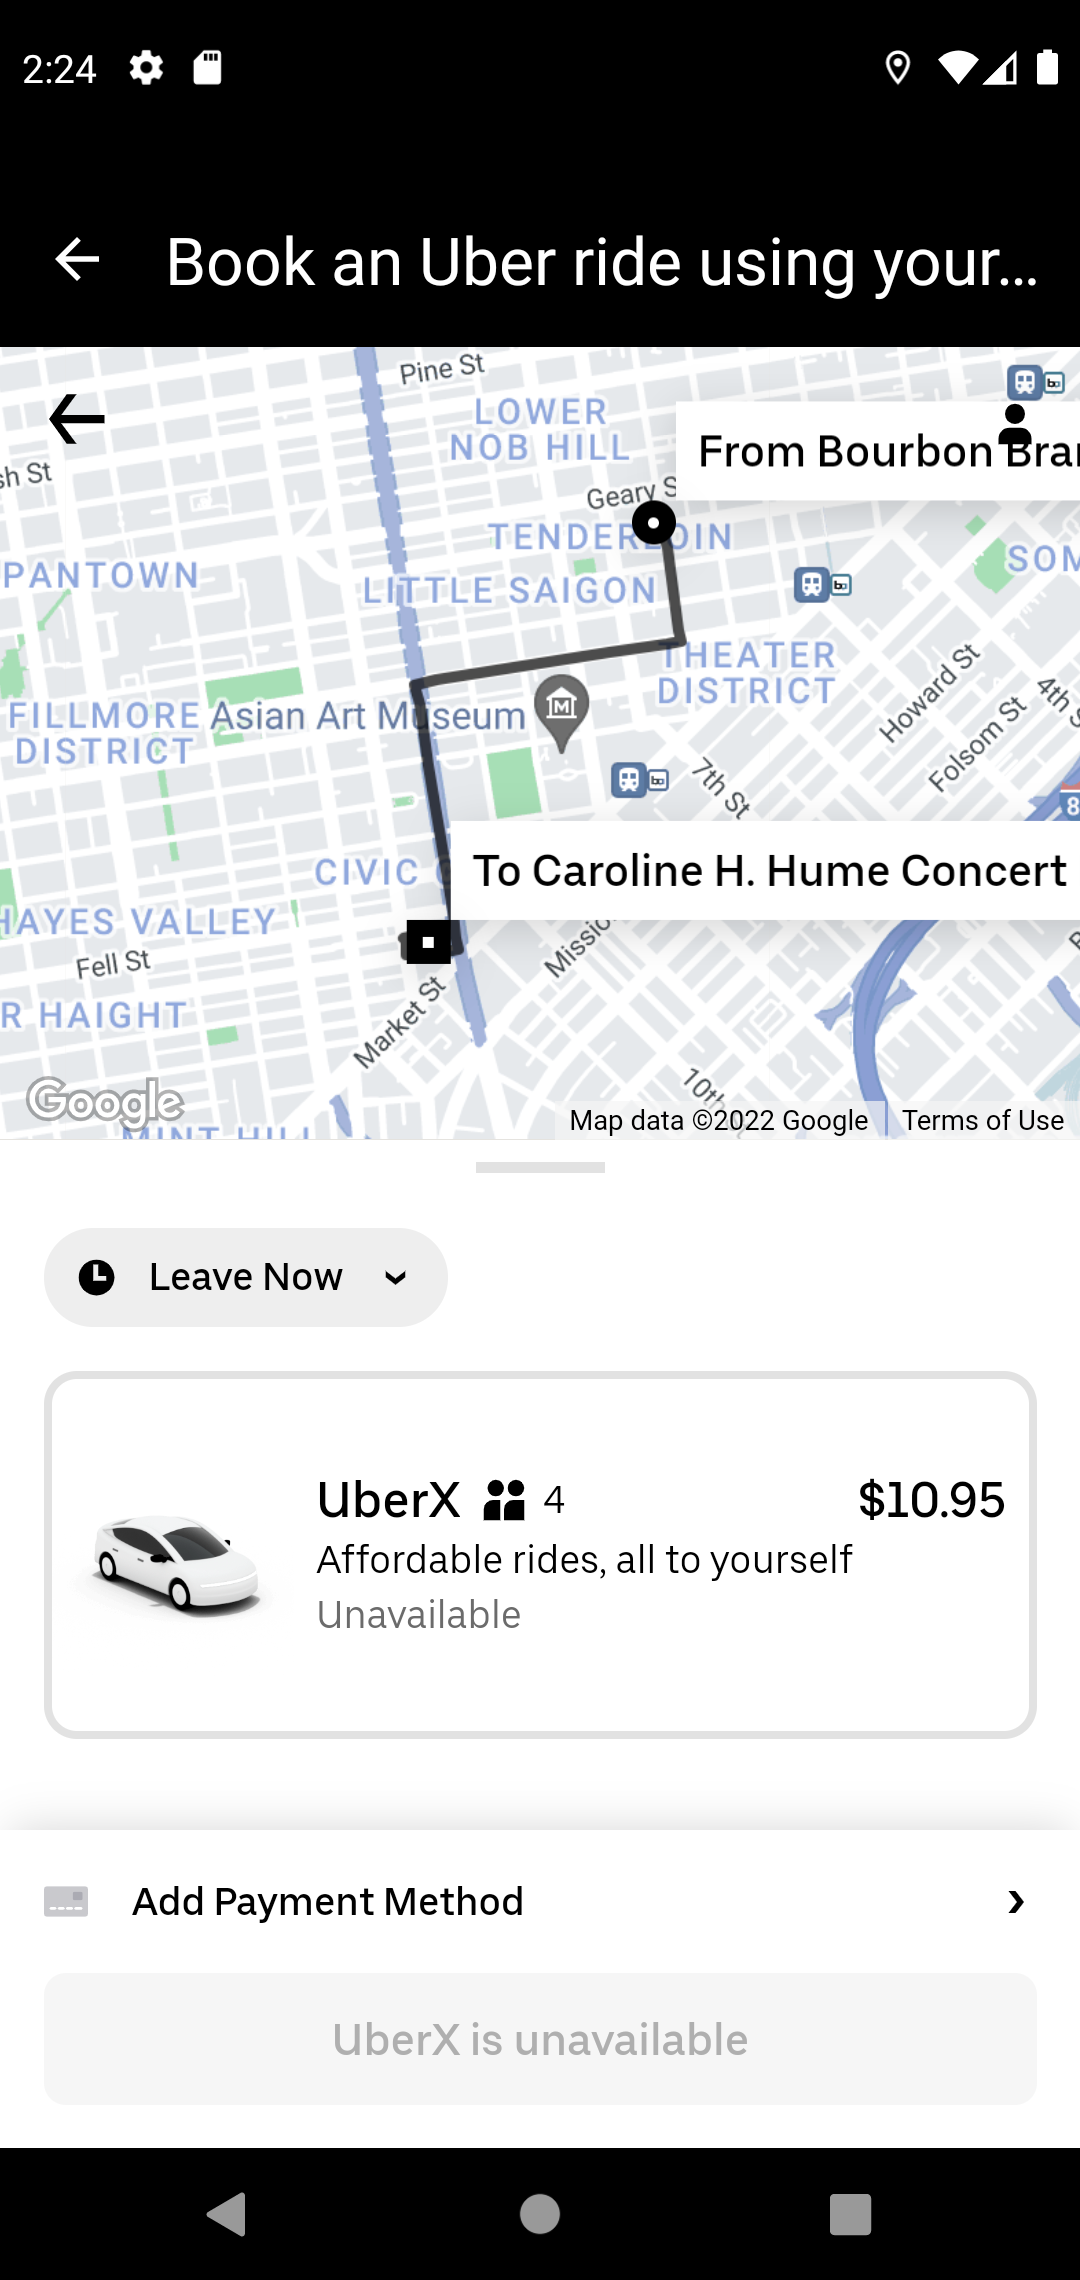 2:24
Book an Uber ride using your...
Pine St
LOWER
NOB HILL
From Bourbon
sh St
Geary S
TENDERLOIN
SOM
PANTOWN
LITTLE SAIGON
THEATER
DISTRICT
Howard St
4th S
FILLMORE
DISTRICT
Asian Art Museum
Folsom St
7th St
8
To Caroline H. Hume Concert
CIVIC
HAYES VALLEY
Fell St
Missio
R HAIGHT
Market St
10th
Google
MINT HILL
Map data ©2022 Google
Terms of Use
Leave Now
UberX 4 $10.95
Affordable rides, all to yourself
Unavailable
Add Payment Method
UberX is unavailable